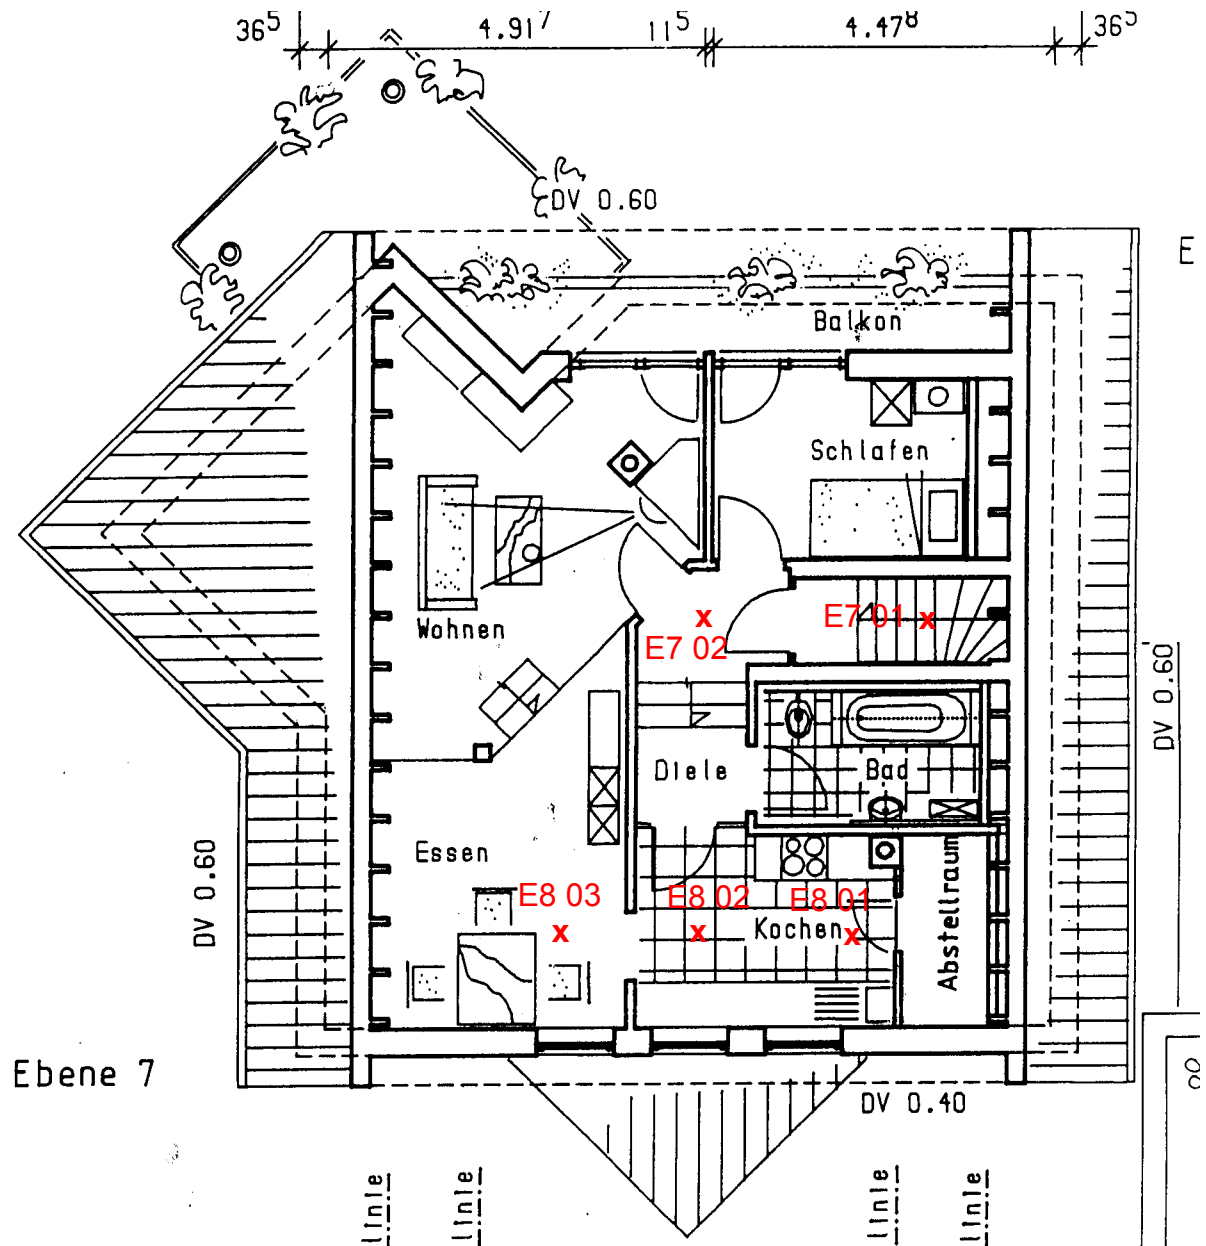 36⁵ 4.91⁷ 11⁵ 4.47⁸ 36⁵
DV 0.60
E
Balkon
Schlafen
E7 01
Wohnen
E7 02
DV 0.60
Diele
Bad
Essen
DV 0.60
E8 03
E8 02
E8 01
Kochen
Abstellraum
Ebene 7
DV 0.40
linie
linie
linie
linie